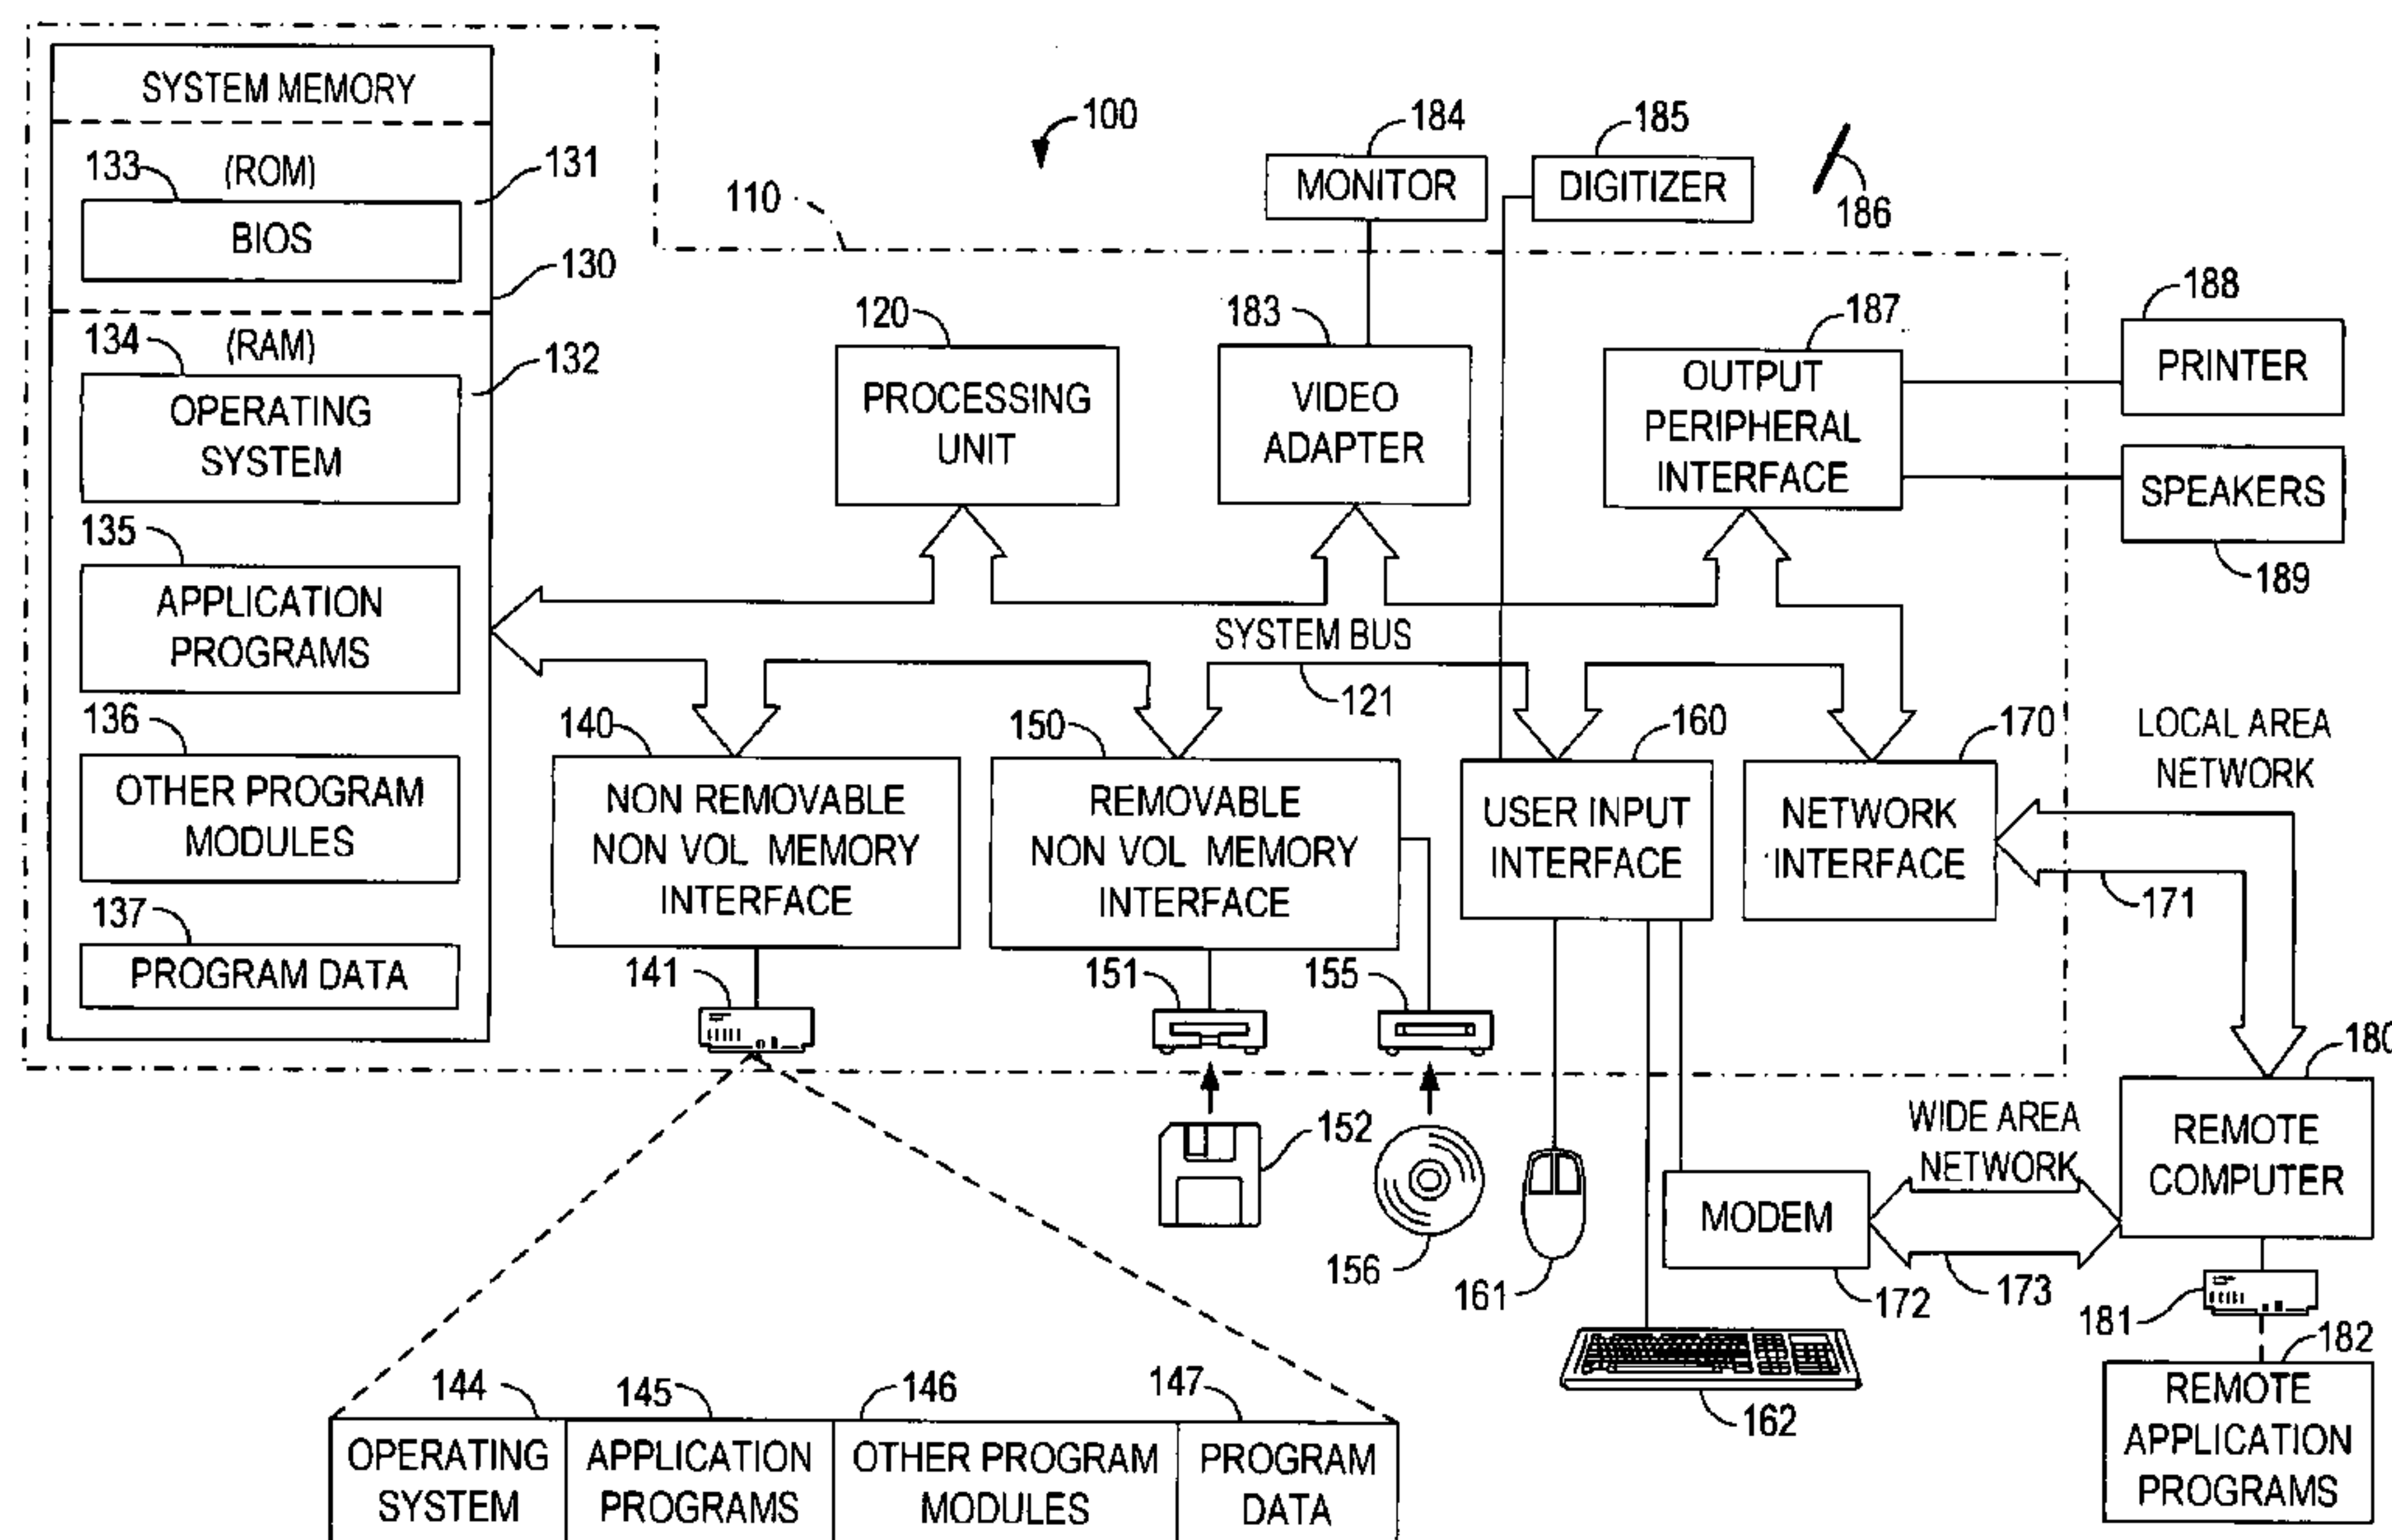 SYSTEM MEMORY
133
(ROM)
131
BIOS
130
134
(RAM)
132
OPERATING
SYSTEM
135
APPLICATION
PROGRAMS
136
OTHER PROGRAM
MODULES
137
PROGRAM DATA
100
110
184
MONITOR
185
DIGITIZER
186
120
PROCESSING
UNIT
183
VIDEO
ADAPTER
187
OUTPUT
PERIPHERAL
INTERFACE
188
PRINTER
SPEAKERS
189
SYSTEM BUS
121
140
NON REMOVABLE
NON VOL MEMORY
INTERFACE
150
REMOVABLE
NON VOL MEMORY
INTERFACE
160
USER INPUT
INTERFACE
170
NETWORK
INTERFACE
LOCAL AREA
NETWORK
171
141
151
155
152
156
161
162
MODEM
172
WIDE AREA
NETWORK
173
180
REMOTE
COMPUTER
181
182
REMOTE
APPLICATION
PROGRAMS
144
OPERATING
SYSTEM
145
APPLICATION
PROGRAMS
146
OTHER PROGRAM
MODULES
147
PROGRAM
DATA